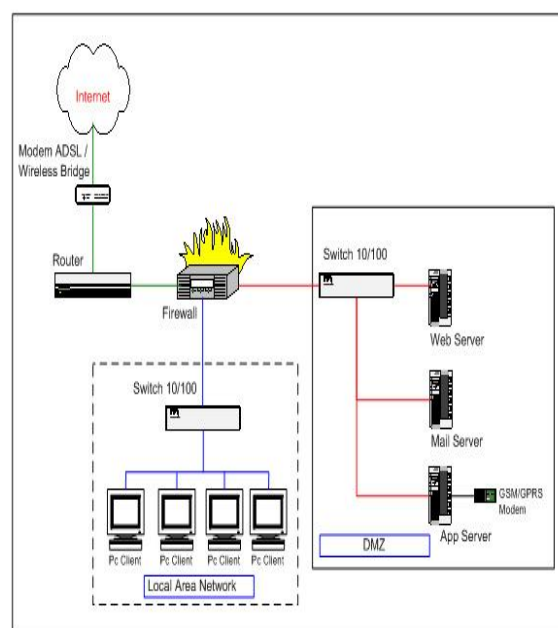 Internet
Modem ADSL /
Wireless Bridge
Router
Firewall
Switch 10/100
Web Server
Mail Server
GSM/GPRS
Modem
App Server
DMZ
Switch 10/100
Pc Client
Pc Client
Pc Client
Pc Client
Local Area Network